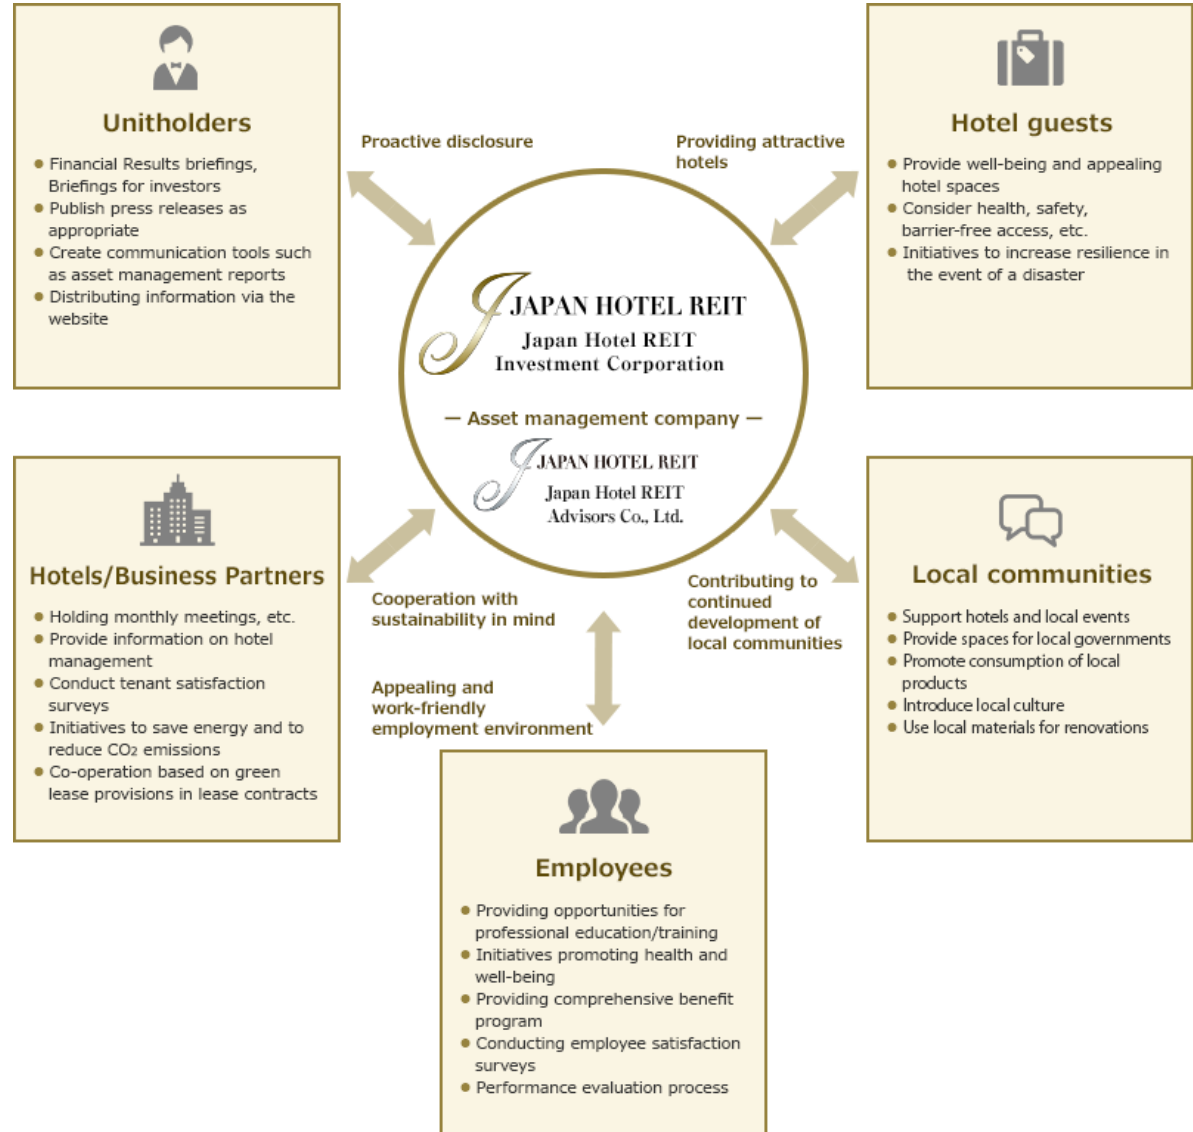 Unitholders
● Financial Results briefings,
Briefings for investors
● Publish press releases as
appropriate
● Create communication tools such
as asset management reports
● Distributing information via the
website
Proactive disclosure
Providing attractive
hotels
Hotel guests
● Provide well-being and appealing
hotel spaces
● Consider health, safety,
barrier-free access, etc.
● Initiatives to increase resilience in
the event of a disaster
J JAPAN HOTEL REIT
Japan Hotel REIT
Investment Corporation
— Asset management company —
J JAPAN HOTEL REIT
Japan Hotel REIT
Advisors Co., Ltd.
Hotels/Business Partners
● Holding monthly meetings, etc.
● Provide information on hotel
management
● Conduct tenant satisfaction
surveys
● Initiatives to save energy and to
reduce CO₂ emissions
● Co-operation based on green
lease provisions in lease contracts
Cooperation with
sustainability in mind
Contributing to
continued
development of
local communities
Local communities
● Support hotels and local events
● Provide spaces for local governments
● Promote consumption of local
products
● Introduce local culture
● Use local materials for renovations
Appealing and
work-friendly
employment environment
Employees
● Providing opportunities for
professional education/training
● Initiatives promoting health and
well-being
● Providing comprehensive benefit
program
● Conducting employee satisfaction
surveys
● Performance evaluation process